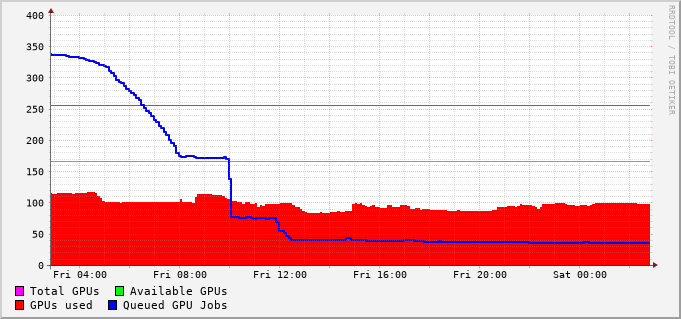 400
350
300
250
200
150
100
50
0
Fri 04:00 Fri 08:00 Fri 12:00 Fri 16:00 Fri 20:00 Sat 00:00
Total GPUs Available GPUs
GPUs used Queued GPU Jobs
RRDTOOL / TOBI OETIKER